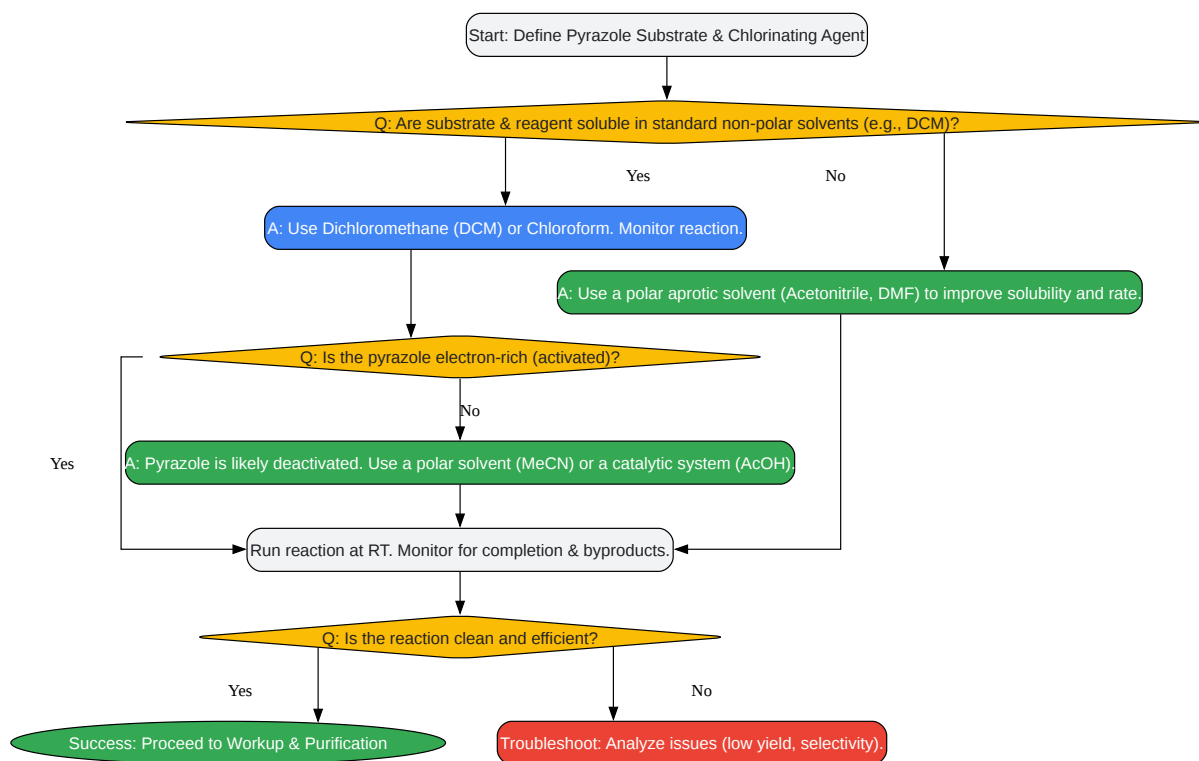 Start: Define Pyrazole Substrate & Chlorinating Agent
Q: Are substrate & reagent soluble in standard non-polar solvents (e.g., DCM)?
Yes
No
A: Use Dichloromethane (DCM) or Chloroform. Monitor reaction.
A: Use a polar aprotic solvent (Acetonitrile, DMF) to improve solubility and rate.
Q: Is the pyrazole electron-rich (activated)?
No
Yes
A: Pyrazole is likely deactivated. Use a polar solvent (MeCN) or a catalytic system (AcOH).
Run reaction at RT. Monitor for completion & byproducts.
Q: Is the reaction clean and efficient?
Yes
No
Success: Proceed to Workup & Purification
Troubleshoot: Analyze issues (low yield, selectivity).